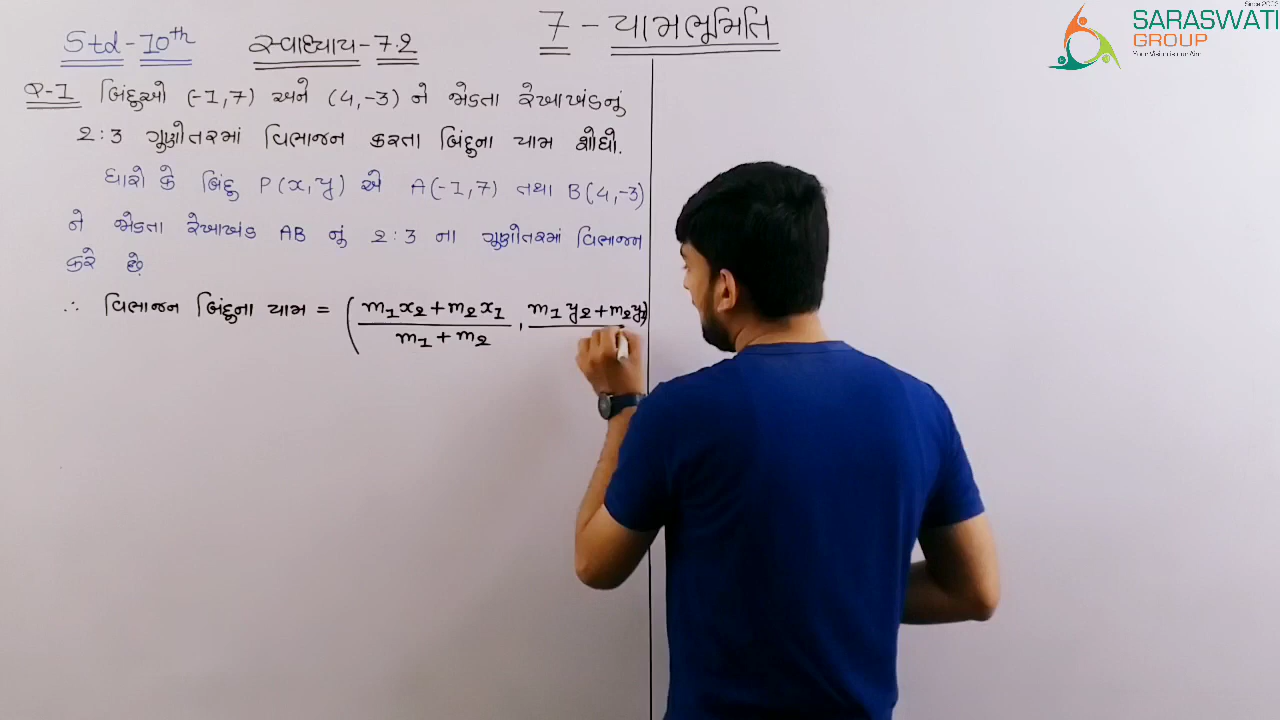 Std-10th સ્વાધ્યાય-7.2 7-યામભૂમિતિ
Since 2002
SARASWATI
GROUP
Q-1 બિંદુઓ (-1,7) અને (4,-3) ને જોડતા રેખાખંડનું
2:3 ગુણોતરમાં વિભાજન કરતા બિંદુના યામ શોધો.
ધારો કે બિંદુ P(x,y) એ A(-1,7) તથા B(4,-3)
ને જોડતા રેખાખંડ AB નું 2:3 ના ગુણોતરમાં વિભાજન
કરે છે
∴ વિભાજન બિંદુના યામ = ( m₁x₂+m₂x₁ / m₁+m₂ , m₁y₂+m₂y₁